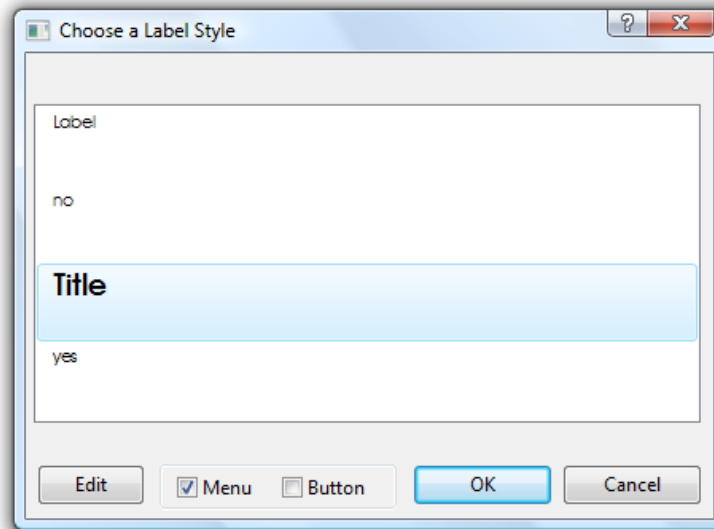 Choose a Label Style
?
Label
no
Title
yes
Edit
Menu
Button
OK
Cancel